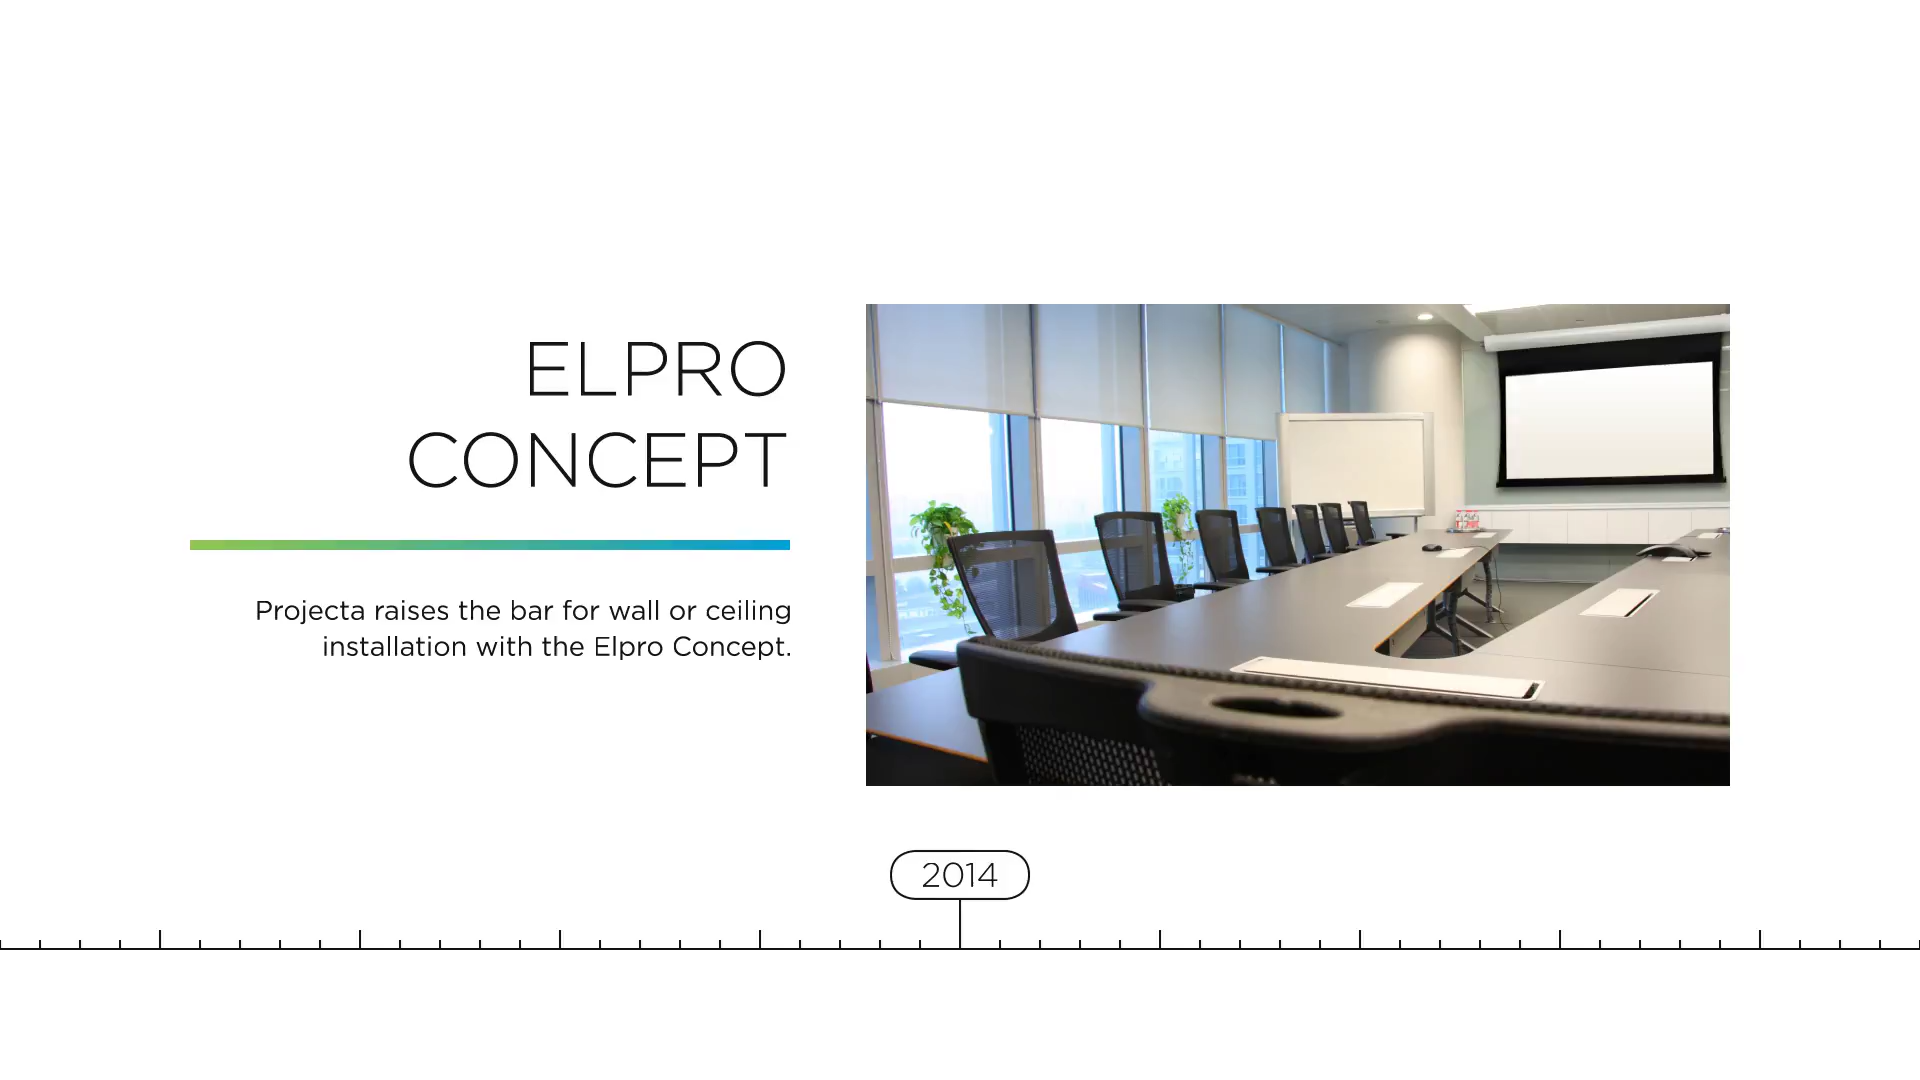 ELPRO
CONCEPT
Projecta raises the bar for wall or ceiling
installation with the Elpro Concept.
2014